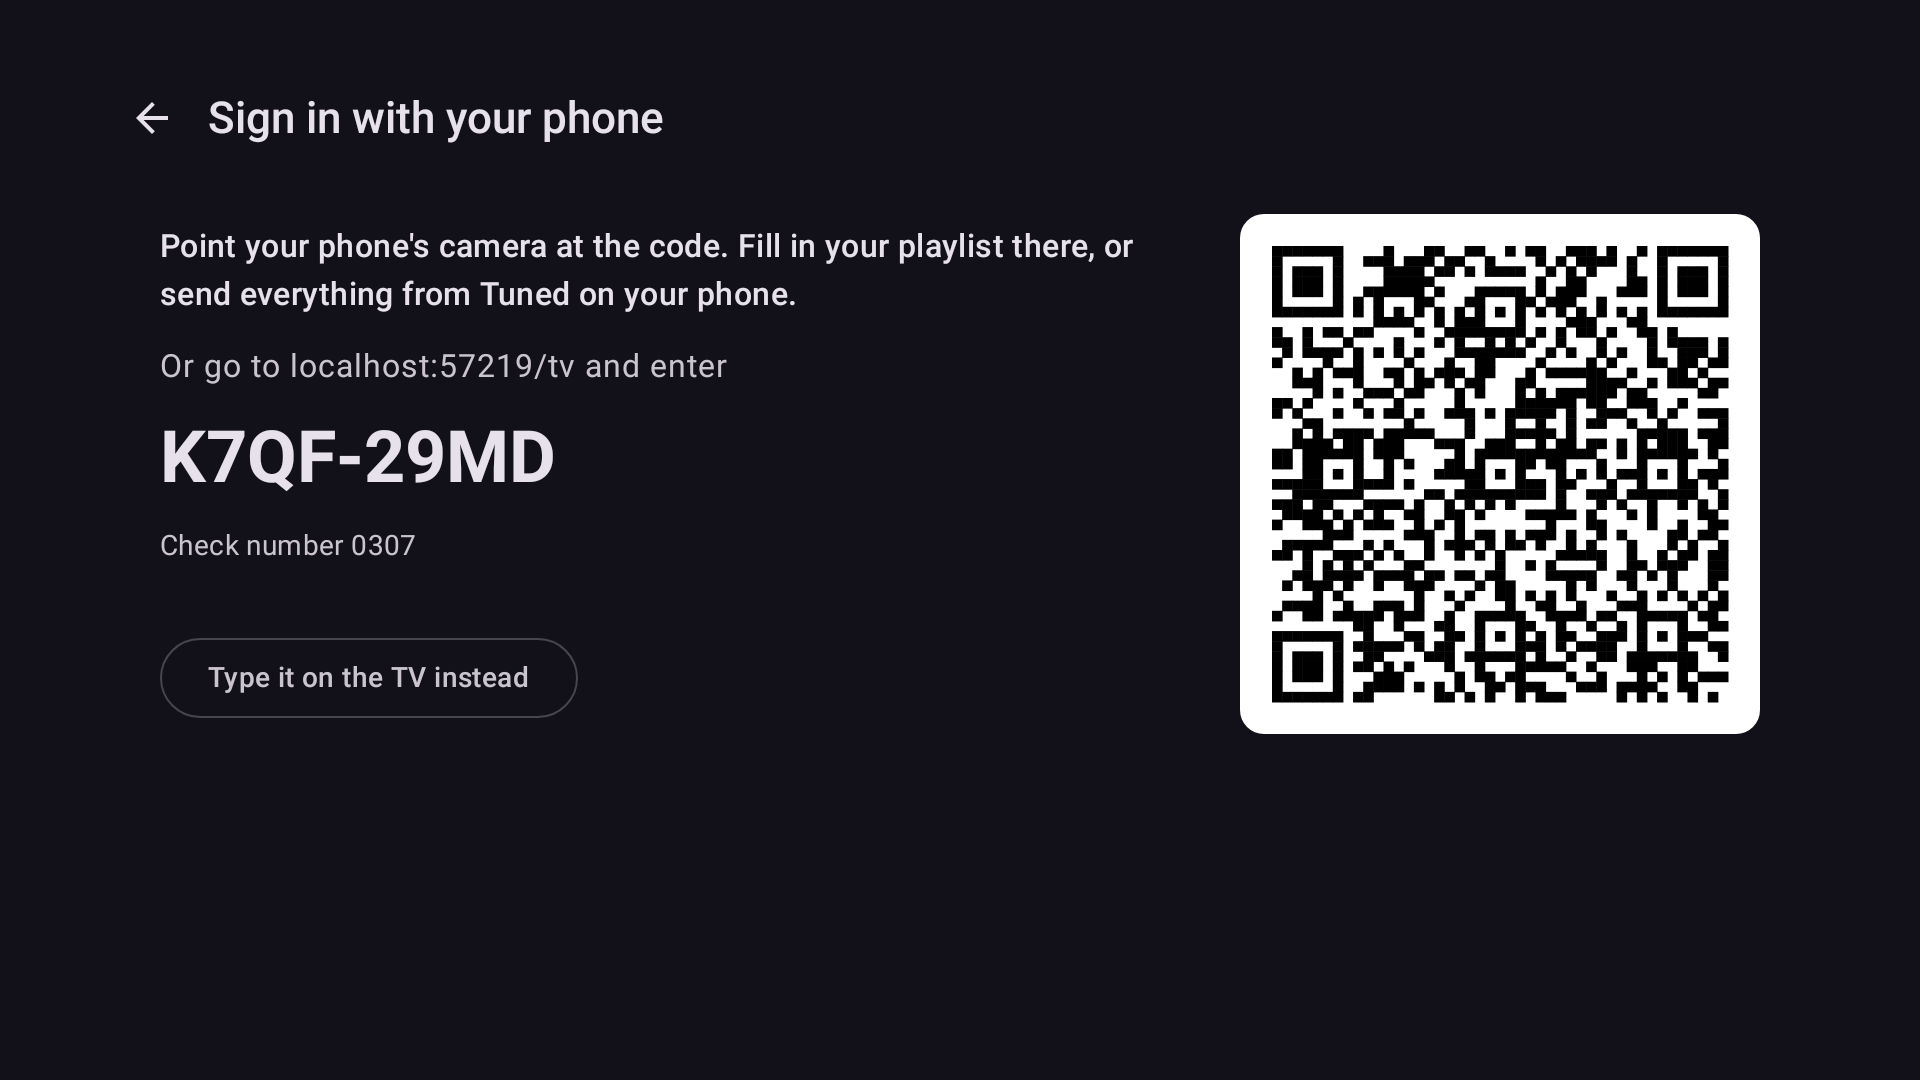 Sign in with your phone
Point your phone's camera at the code. Fill in your playlist there, or
send everything from Tuned on your phone.
Or go to localhost:57219/tv and enter
K7QF-29MD
Check number 0307
Type it on the TV instead